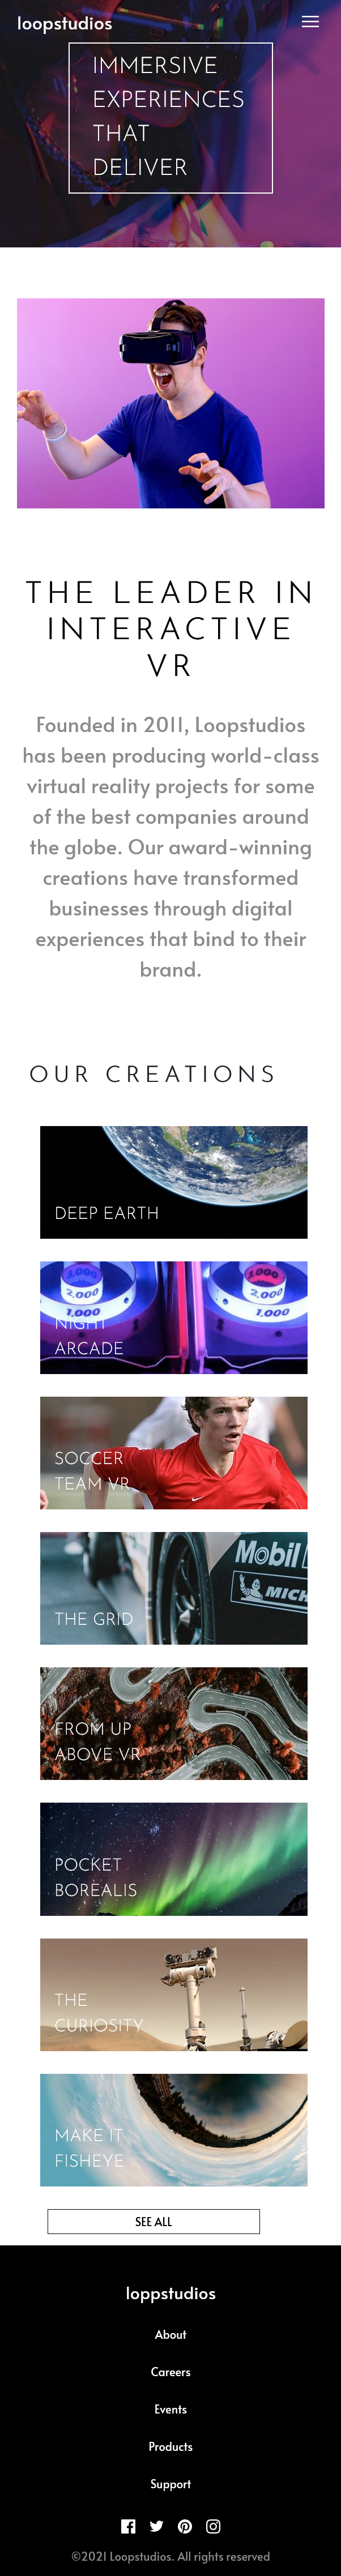 loopstudios
IMMERSIVE
EXPERIENCES
THAT
DELIVER
THE LEADER IN
INTERACTIVE
VR
Founded in 2011, Loopstudios
has been producing world-class
virtual reality projects for some
of the best companies around
the globe. Our award-winning
creations have transformed
businesses through digital
experiences that bind to their
brand.
OUR CREATIONS
DEEP EARTH
2.000
2.000
1.000
1.000
NIGHT
ARCADE
SOCCER
TEAM VR
Mobil
MICH
THE GRID
FROM UP
ABOVE VR
POCKET
BOREALIS
THE
CURIOSITY
MAKE IT
FISHEYE
SEE ALL
loppstudios
About
Careers
Events
Products
Support
©2021 Loopstudios. All rights reserved